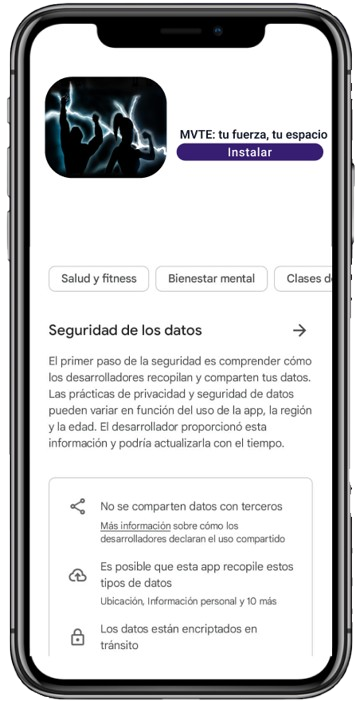 MVTE: tu fuerza, tu espacio
Instalar
Salud y fitness
Bienestar mental
Clases d
Seguridad de los datos
El primer paso de la seguridad es comprender cómo
los desarrolladores recopilan y comparten tus datos.
Las prácticas de privacidad y seguridad de datos
pueden variar en función del uso de la app, la región
y la edad. El desarrollador proporcionó esta
información y podría actualizarla con el tiempo.
No se comparten datos con terceros
Más información sobre cómo los
desarrolladores declaran el uso compartido
Es posible que esta app recopile estos
tipos de datos
Ubicación, Información personal y 10 más
Los datos están encriptados en
tránsito